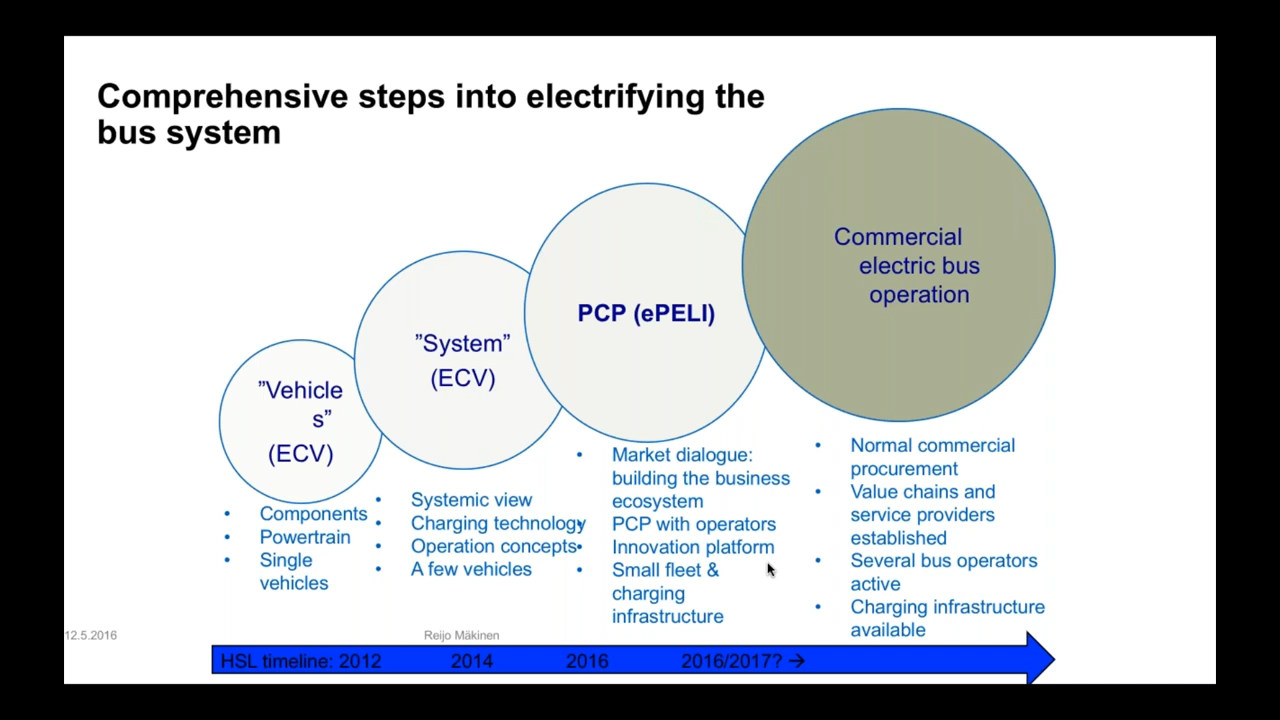 Comprehensive steps into electrifying the
bus system
”Vehicle
s”
(ECV)
”System”
(ECV)
PCP (ePELI)
Commercial
electric bus
operation
• Components
• Powertrain
• Single
vehicles
• Systemic view
• Charging technology
• Operation concepts
• A few vehicles
• Market dialogue:
building the business
ecosystem
• PCP with operators
• Innovation platform
• Small fleet &
charging
infrastructure
• Normal commercial
procurement
• Value chains and
service providers
established
• Several bus operators
active
• Charging infrastructure
available
12.5.2016
Reijo Mäkinen
HSL timeline: 2012 2014 2016 2016/2017? →